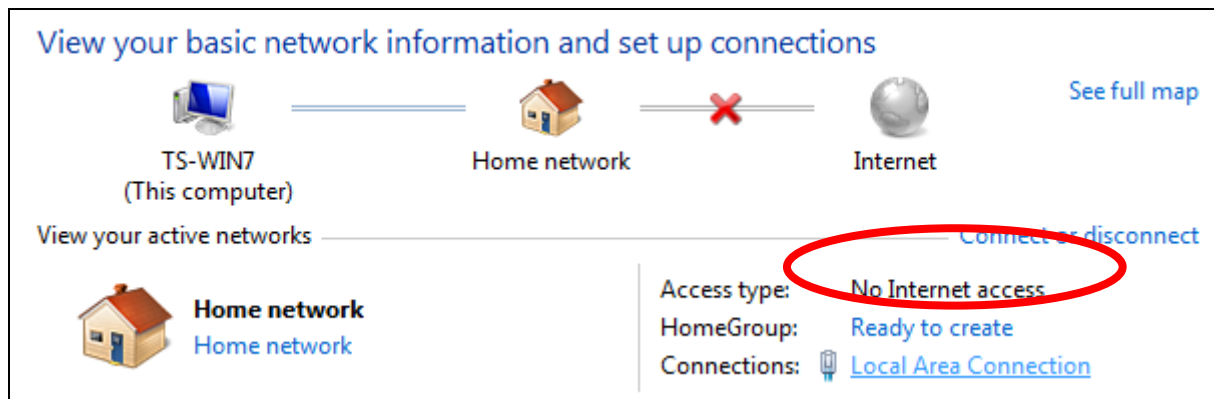 View your basic network information and set up connections
See full map
TS-WIN7
(This computer)
Home network
Internet
View your active networks
Connect or disconnect
Home network
Home network
Access type: No Internet access
HomeGroup: Ready to create
Connections: Local Area Connection